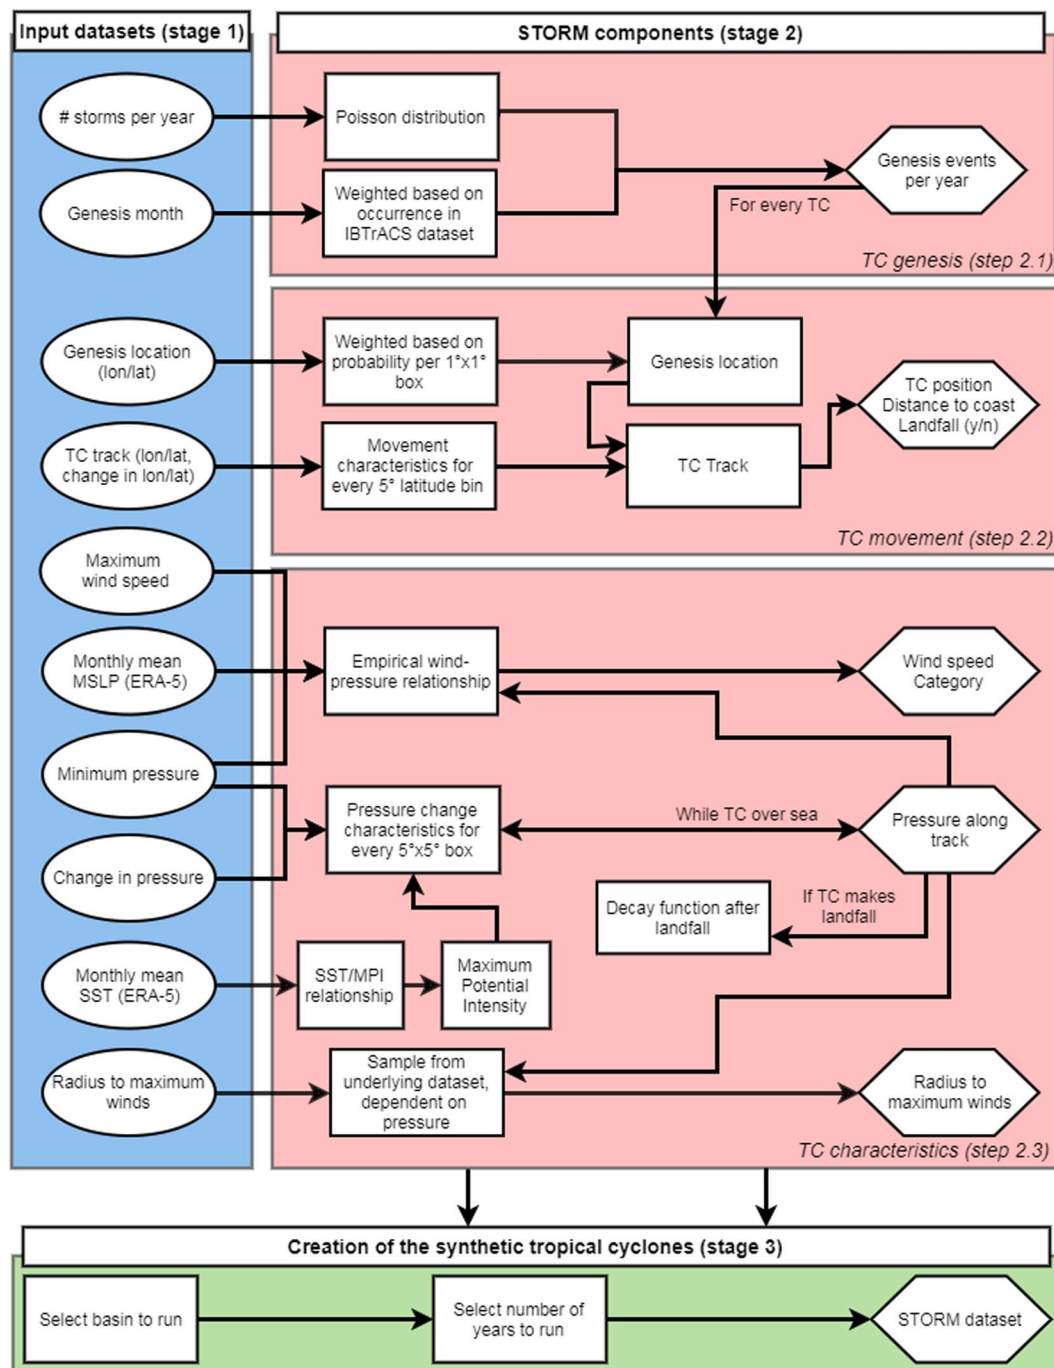 Input datasets (stage 1)
STORM components (stage 2)
# storms per year
Poisson distribution
Genesis events
per year
Genesis month
Weighted based on
occurrence in
IBTrACS dataset
For every TC
TC genesis (step 2.1)
Genesis location
(lon/lat)
Weighted based on
probability per 1°x1°
box
Genesis location
TC position
Distance to coast
Landfall (y/n)
TC track (lon/lat,
change in lon/lat)
Movement
characteristics for
every 5° latitude bin
TC Track
TC movement (step 2.2)
Maximum
wind speed
Monthly mean
MSLP (ERA-5)
Empirical wind-
pressure relationship
Wind speed
Category
Minimum pressure
Pressure change
characteristics for
every 5°x5° box
While TC over sea
Pressure along
track
Change in pressure
Decay function after
landfall
If TC makes
landfall
Monthly mean
SST (ERA-5)
SST/MPI
relationship
Maximum
Potential
Intensity
Radius to maximum
winds
Sample from
underlying dataset,
dependent on
pressure
Radius to
maximum winds
TC characteristics (step 2.3)
Creation of the synthetic tropical cyclones (stage 3)
Select basin to run
Select number of
years to run
STORM dataset